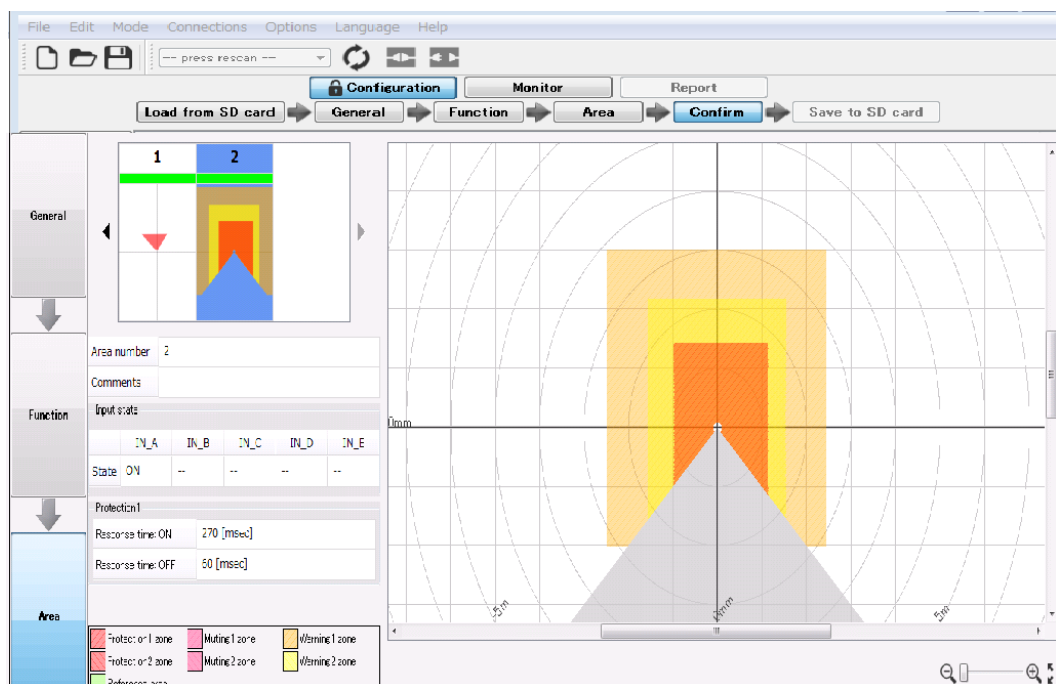 File Edit Mode Connections Options Language Help
-- press rescan --
Configuration Monitor Report
Load from SD card General Function Area Confirm Save to SD card
General
Function
Area
1 2
Area number 2
Comments
Input state
IN_A IN_B IN_C IN_D IN_E
State ON -- -- -- --
Protection1
Response time: ON 270 [msec]
Response time: OFF 60 [msec]
Protection1 zone Muting1 zone Warning1 zone
Protection2 zone Muting2 zone Warning2 zone
Reference area
0mm
-5m 0mm 5m